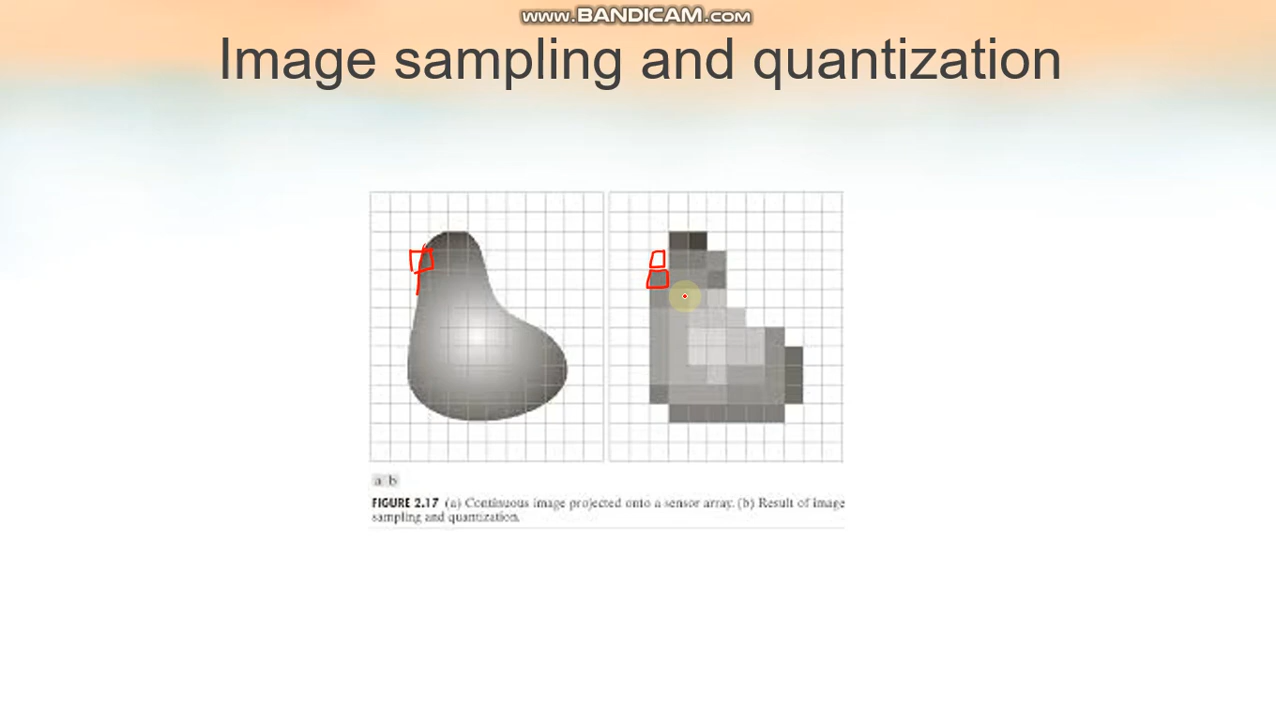 www.BANDICAM.com
Image sampling and quantization
a b
FIGURE 2.17 (a) Continuous image projected onto a sensor array. (b) Result of image
sampling and quantization.